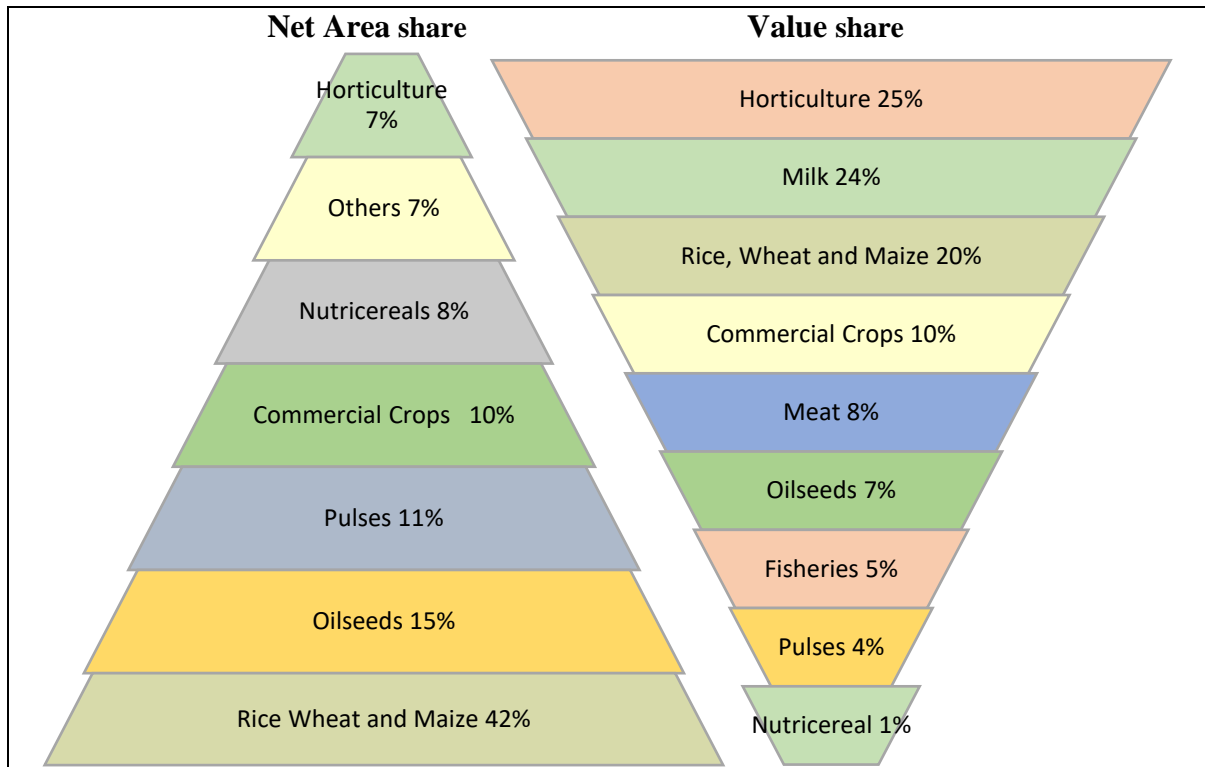 Net Area share
Horticulture
7%
Others 7%
Nutricereals 8%
Commercial Crops 10%
Pulses 11%
Oilseeds 15%
Rice Wheat and Maize 42%
Value share
Horticulture 25%
Milk 24%
Rice, Wheat and Maize 20%
Commercial Crops 10%
Meat 8%
Oilseeds 7%
Fisheries 5%
Pulses 4%
Nutricereal 1%